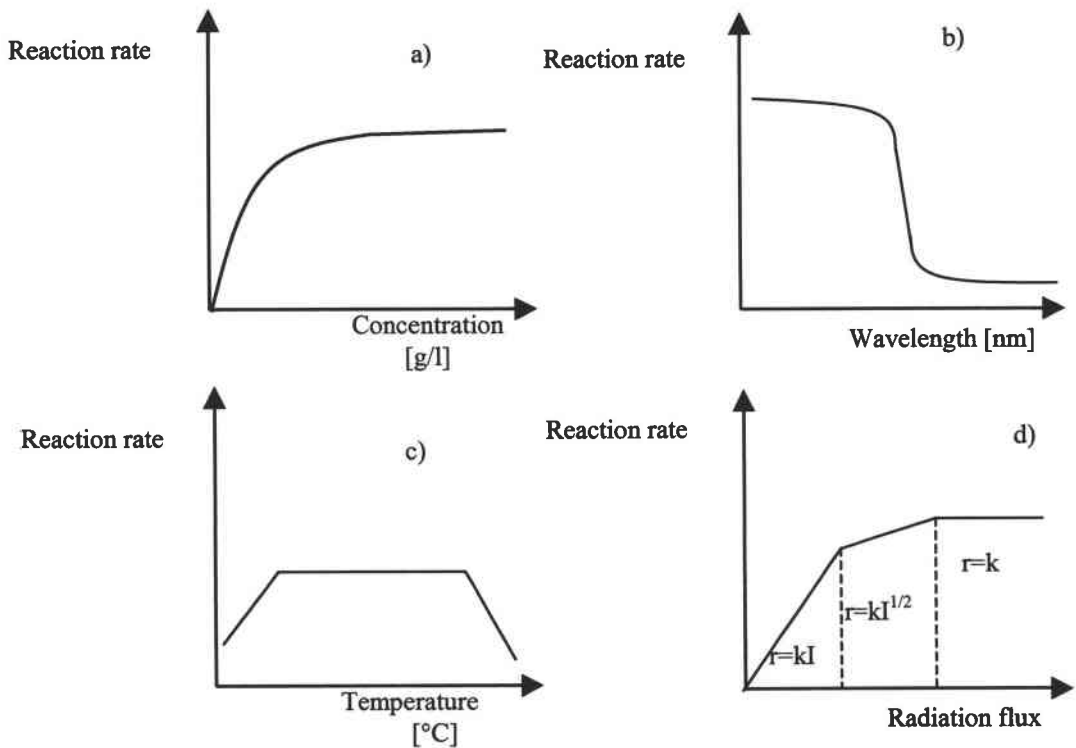 Reaction rate
a)
Concentration
[g/l]
Reaction rate
b)
Wavelength [nm]
Reaction rate
c)
Temperature
[°C]
Reaction rate
d)
r=kI
r=kI^{1/2}
r=k
Radiation flux